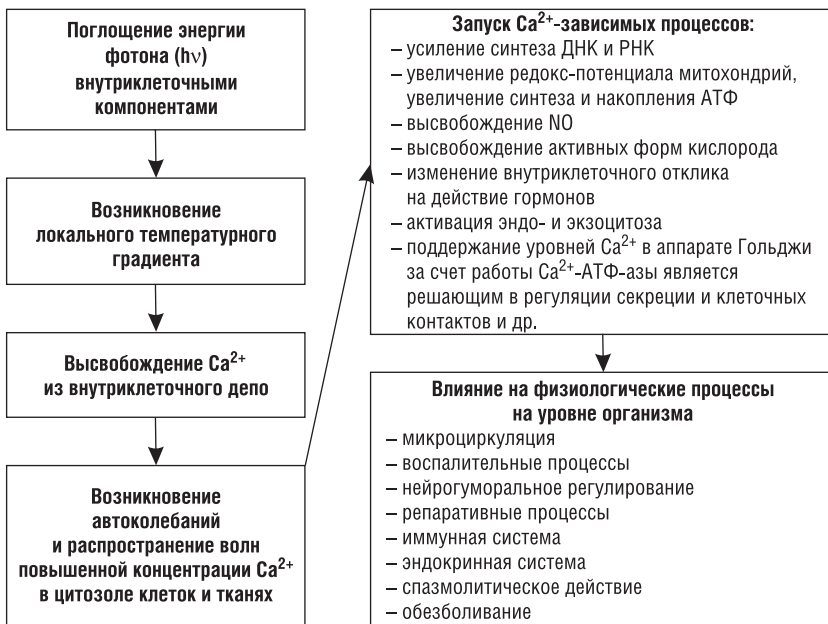 Поглощение энергии
фотона (hν)
внутриклеточными
компонентами
Возникновение
локального температурного
градиента
Высвобождение Ca²⁺
из внутриклеточного депо
Возникновение
автоколебаний
и распространение волн
повышенной концентрации Ca²⁺
в цитозоле клеток и тканях
Запуск Ca²⁺-зависимых процессов:
– усиление синтеза ДНК и РНК
– увеличение редокс-потенциала митохондрий,
увеличение синтеза и накопления АТФ
– высвобождение NO
– высвобождение активных форм кислорода
– изменение внутриклеточного отклика
на действие гормонов
– активация эндо- и экзоцитоза
– поддержание уровней Ca²⁺ в аппарате Гольджи
за счет работы Ca²⁺-АТФ-азы является
решающим в регуляции секреции и клеточных
контактов и др.
Влияние на физиологические процессы
на уровне организма
– микроциркуляция
– воспалительные процессы
– нейрогуморальное регулирование
– репаративные процессы
– иммунная система
– эндокринная система
– спазмолитическое действие
– обезболивание